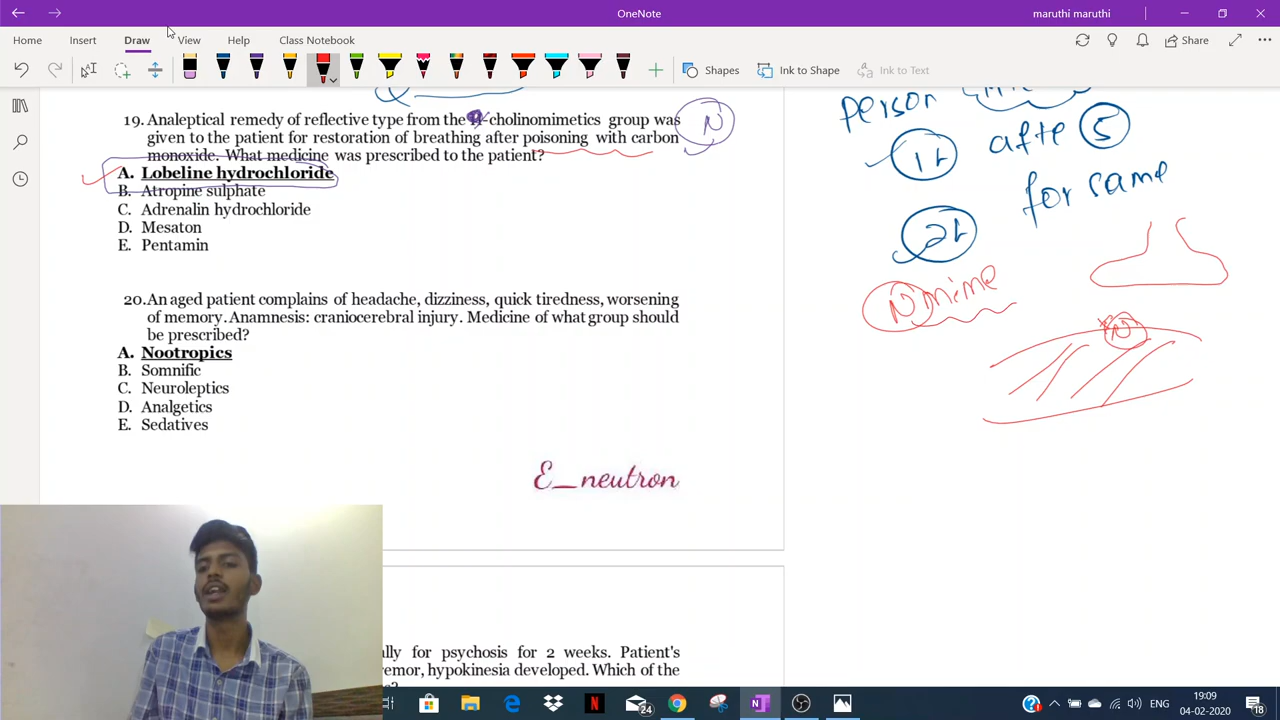 OneNote
maruthi maruthi
Home
Insert
Draw
View
Help
Class Notebook
Share
Shapes
Ink to Shape
Ink to Text
19. Analeptical remedy of reflective type from the N-cholinomimetics group was
given to the patient for restoration of breathing after poisoning with carbon
monoxide. What medicine was prescribed to the patient?
A. Lobeline hydrochloride
B. Atropine sulphate
C. Adrenalin hydrochloride
D. Mesaton
E. Pentamin
20. An aged patient complains of headache, dizziness, quick tiredness, worsening
of memory. Anamnesis: craniocerebral injury. Medicine of what group should
be prescribed?
A. Nootropics
B. Somnific
C. Neuroleptics
D. Analgetics
E. Sedatives
E_neutron
ally for psychosis for 2 weeks. Patient's
emor, hypokinesia developed. Which of the
N
person
after 5
1t
for same
2t
N mime
N
24
ENG
19:09
04-02-2020
18